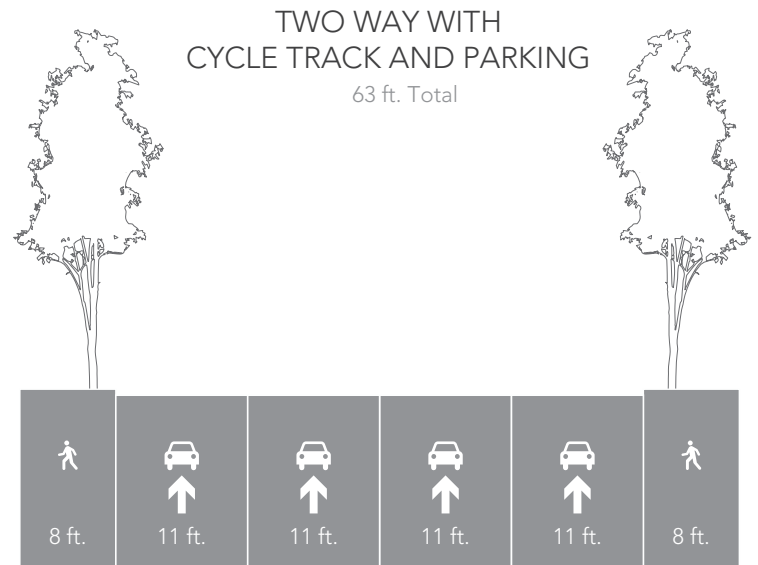 TWO WAY WITH
CYCLE TRACK AND PARKING
63 ft. Total
8 ft.
11 ft.
11 ft.
11 ft.
11 ft.
8 ft.